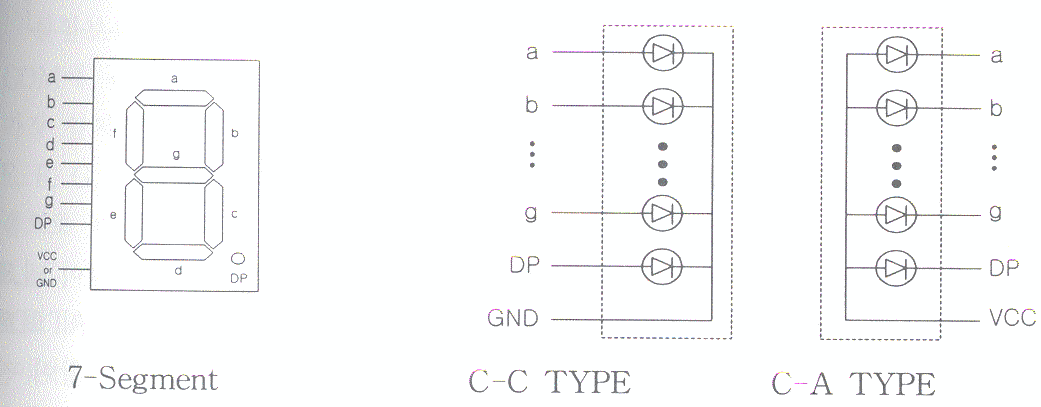 a
b
c
d
e
f
g
DP
VCC
or
GND
a
f
b
g
e
c
d
DP
7-Segment
a
b
g
DP
GND
C-C TYPE
a
b
g
DP
VCC
C-A TYPE